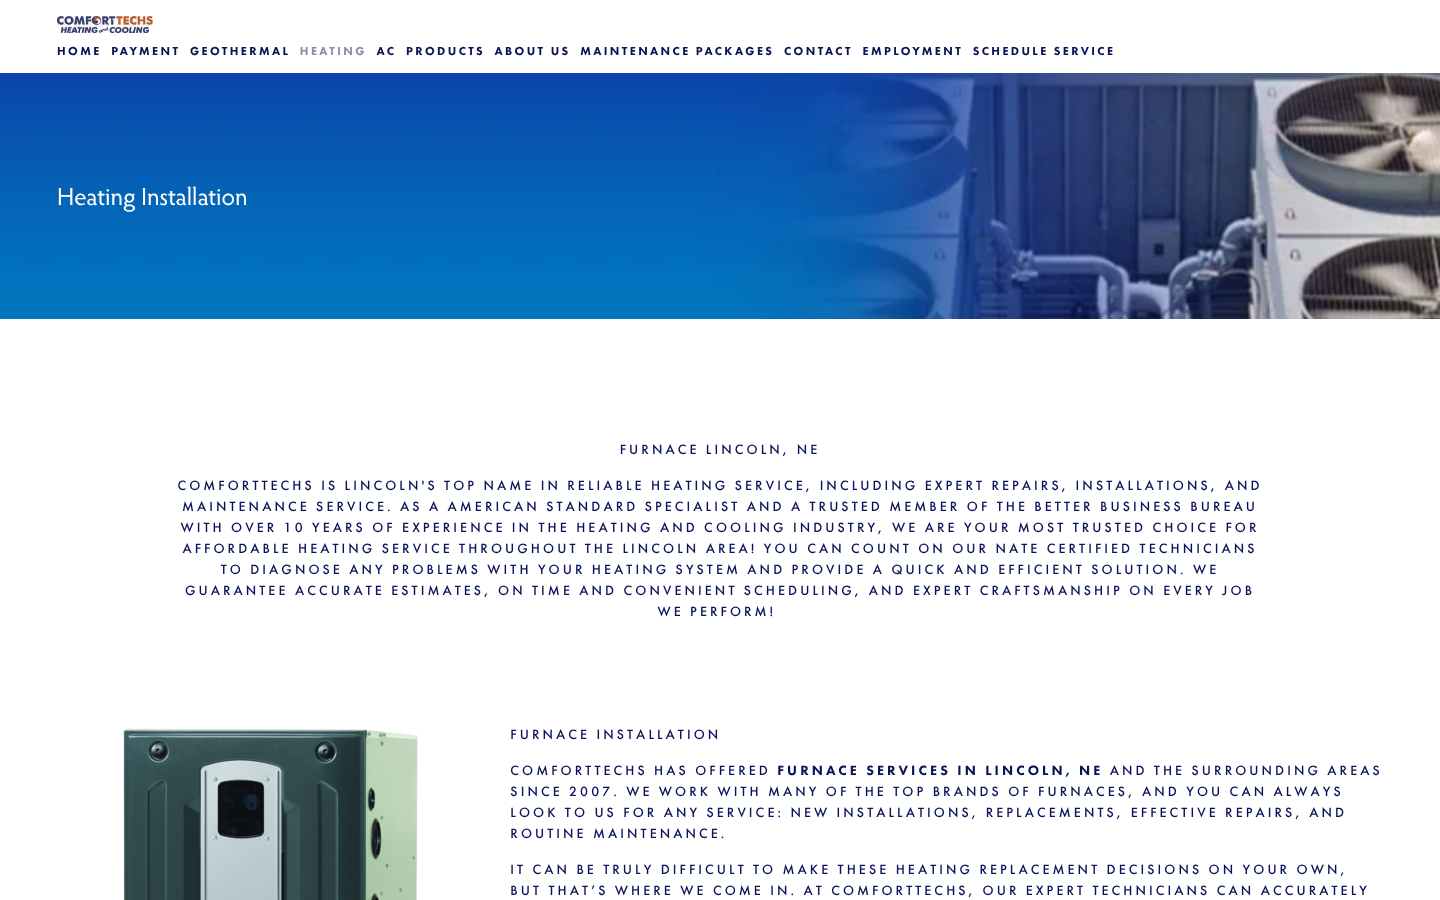 COMFORTTECHS
HEATING and COOLING
HOME PAYMENT GEOTHERMAL HEATING AC PRODUCTS ABOUT US MAINTENANCE PACKAGES CONTACT EMPLOYMENT SCHEDULE SERVICE
Heating Installation
FURNACE LINCOLN, NE
COMFORTTECHS IS LINCOLN'S TOP NAME IN RELIABLE HEATING SERVICE, INCLUDING EXPERT REPAIRS, INSTALLATIONS, AND
MAINTENANCE SERVICE. AS A AMERICAN STANDARD SPECIALIST AND A TRUSTED MEMBER OF THE BETTER BUSINESS BUREAU
WITH OVER 10 YEARS OF EXPERIENCE IN THE HEATING AND COOLING INDUSTRY, WE ARE YOUR MOST TRUSTED CHOICE FOR
AFFORDABLE HEATING SERVICE THROUGHOUT THE LINCOLN AREA! YOU CAN COUNT ON OUR NATE CERTIFIED TECHNICIANS
TO DIAGNOSE ANY PROBLEMS WITH YOUR HEATING SYSTEM AND PROVIDE A QUICK AND EFFICIENT SOLUTION. WE
GUARANTEE ACCURATE ESTIMATES, ON TIME AND CONVENIENT SCHEDULING, AND EXPERT CRAFTSMANSHIP ON EVERY JOB
WE PERFORM!
FURNACE INSTALLATION
COMFORTTECHS HAS OFFERED FURNACE SERVICES IN LINCOLN, NE AND THE SURROUNDING AREAS
SINCE 2007. WE WORK WITH MANY OF THE TOP BRANDS OF FURNACES, AND YOU CAN ALWAYS
LOOK TO US FOR ANY SERVICE: NEW INSTALLATIONS, REPLACEMENTS, EFFECTIVE REPAIRS, AND
ROUTINE MAINTENANCE.
IT CAN BE TRULY DIFFICULT TO MAKE THESE HEATING REPLACEMENT DECISIONS ON YOUR OWN,
BUT THAT’S WHERE WE COME IN. AT COMFORTTECHS, OUR EXPERT TECHNICIANS CAN ACCURATELY